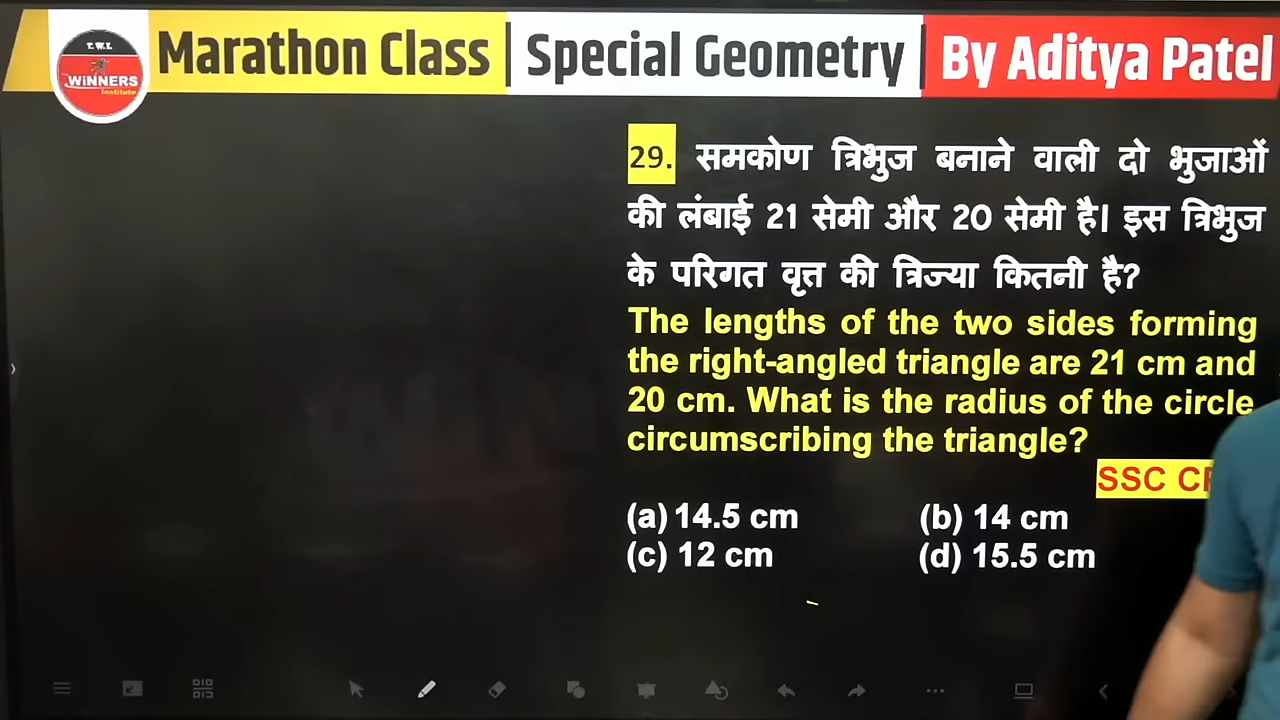 T.W.I.
WINNERS
Institute
Marathon Class | Special Geometry | By Aditya Patel
29. समकोण त्रिभुज बनाने वाली दो भुजाओं
की लंबाई 21 सेमी और 20 सेमी है। इस त्रिभुज
के परिगत वृत्त की त्रिज्या कितनी है?
The lengths of the two sides forming
the right-angled triangle are 21 cm and
20 cm. What is the radius of the circle
circumscribing the triangle?
SSC
(a) 14.5 cm (b) 14 cm
(c) 12 cm (d) 15.5 cm